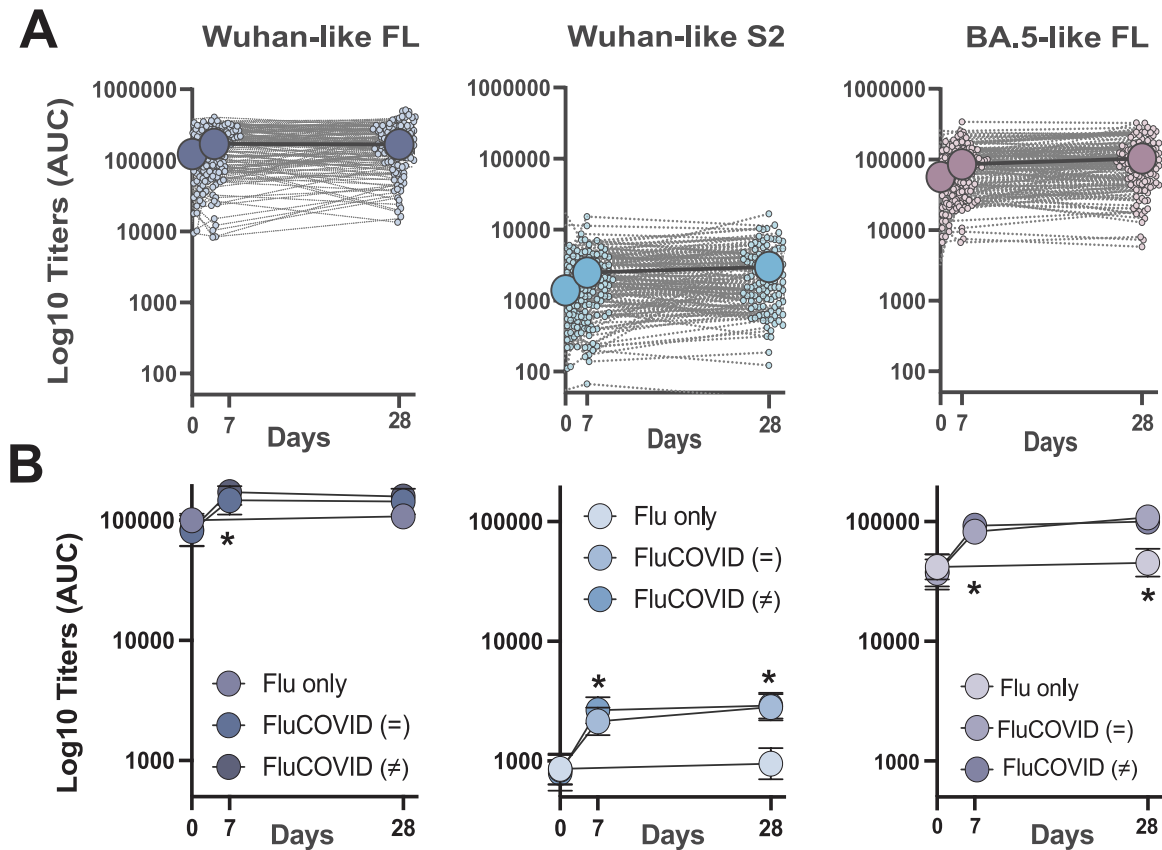 A
Wuhan-like FL
Wuhan-like S2
BA.5-like FL
Log10 Titers (AUC)
1000000
100000
10000
1000
100
0
7
28
Days
1000000
100000
10000
1000
100
0
7
28
Days
1000000
100000
10000
1000
100
0
7
28
Days
B
Log10 Titers (AUC)
100000
10000
1000
*
Flu only
FluCOVID (=)
FluCOVID (≠)
0
7
28
Days
100000
10000
1000
Flu only
FluCOVID (=)
FluCOVID (≠)
*
*
0
7
28
Days
100000
10000
1000
*
*
Flu only
FluCOVID (=)
FluCOVID (≠)
0
7
28
Days